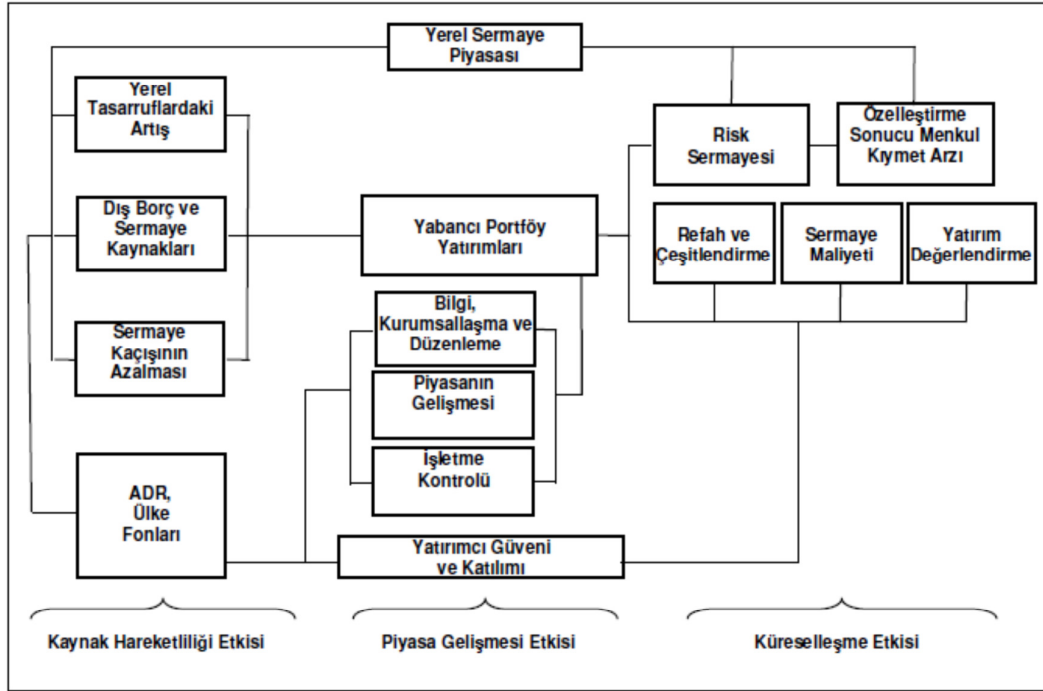 Yerel Sermaye
Piyasası
Yerel
Tasarruflardaki
Artış
Risk
Sermayesi
Özelleştirme
Sonucu Menkul
Kıymet Arzı
Dış Borç ve
Sermaye
Kaynakları
Yabancı Portföy
Yatırımları
Refah ve
Çeşitlendirme
Sermaye
Maliyeti
Yatırım
Değerlendirme
Bilgi,
Kurumsallaşma ve
Düzenleme
Sermaye
Kaçışının
Azalması
Piyasanın
Gelişmesi
İşletme
Kontrolü
ADR,
Ülke
Fonları
Yatırımcı Güveni
ve Katılımı
Kaynak Hareketliliği Etkisi
Piyasa Gelişmesi Etkisi
Küreselleşme Etkisi